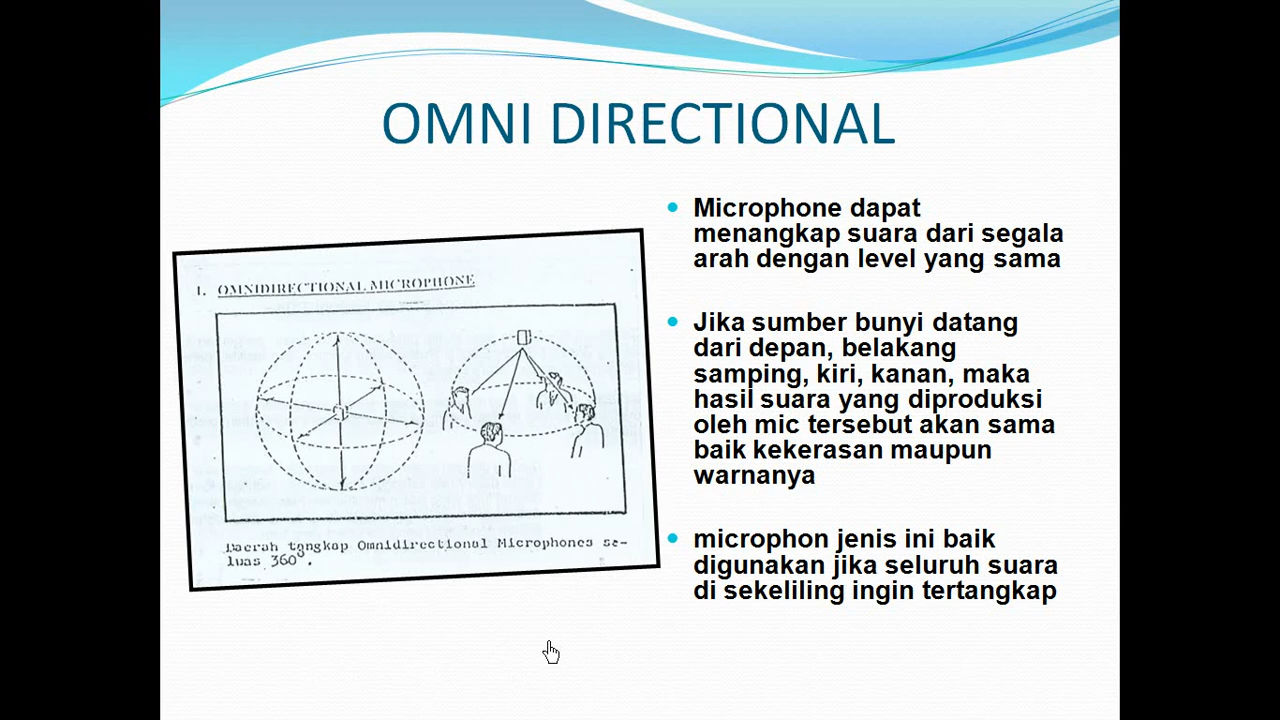 OMNI DIRECTIONAL
1. OMNIDIRECTIONAL MICROPHONE
Daerah tangkap Omnidirectional Microphones se-
luas 360°.
Microphone dapat
menangkap suara dari segala
arah dengan level yang sama
Jika sumber bunyi datang
dari depan, belakang
samping, kiri, kanan, maka
hasil suara yang diproduksi
oleh mic tersebut akan sama
baik kekerasan maupun
warnanya
microphon jenis ini baik
digunakan jika seluruh suara
di sekeliling ingin tertangkap